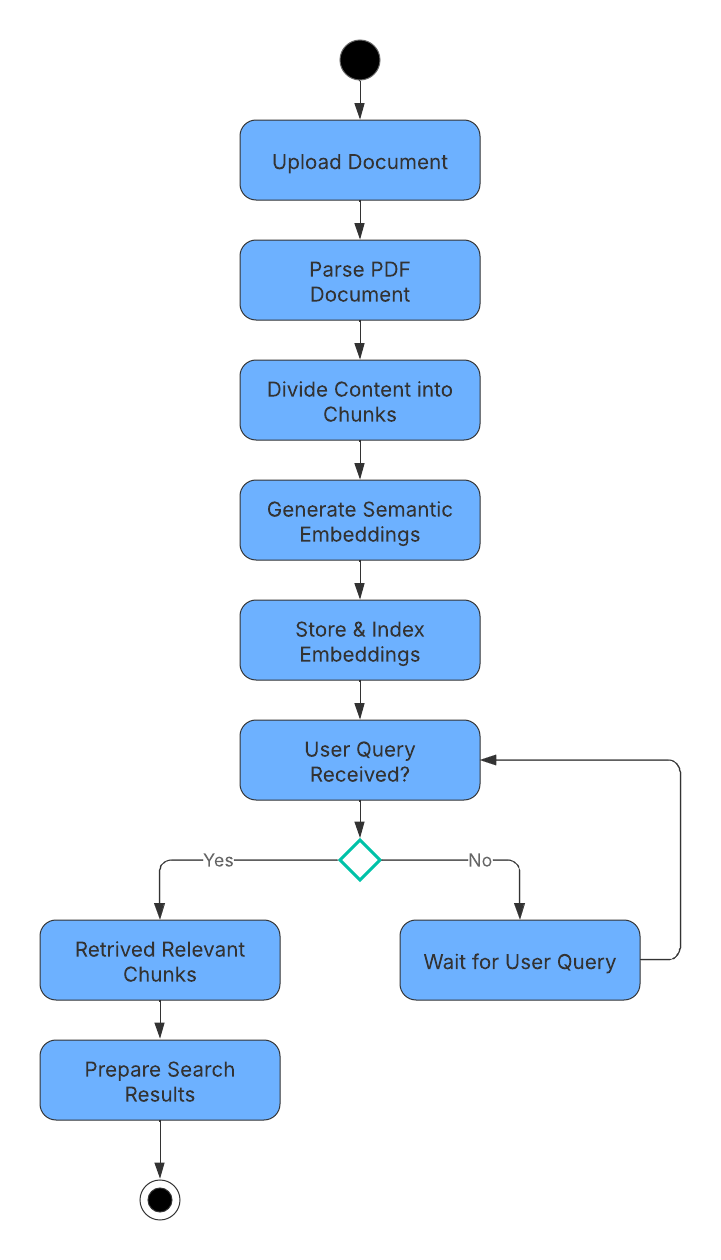 Upload Document
Parse PDF
Document
Divide Content into
Chunks
Generate Semantic
Embeddings
Store & Index
Embeddings
User Query
Received?
Yes
No
Retrived Relevant
Chunks
Wait for User Query
Prepare Search
Results